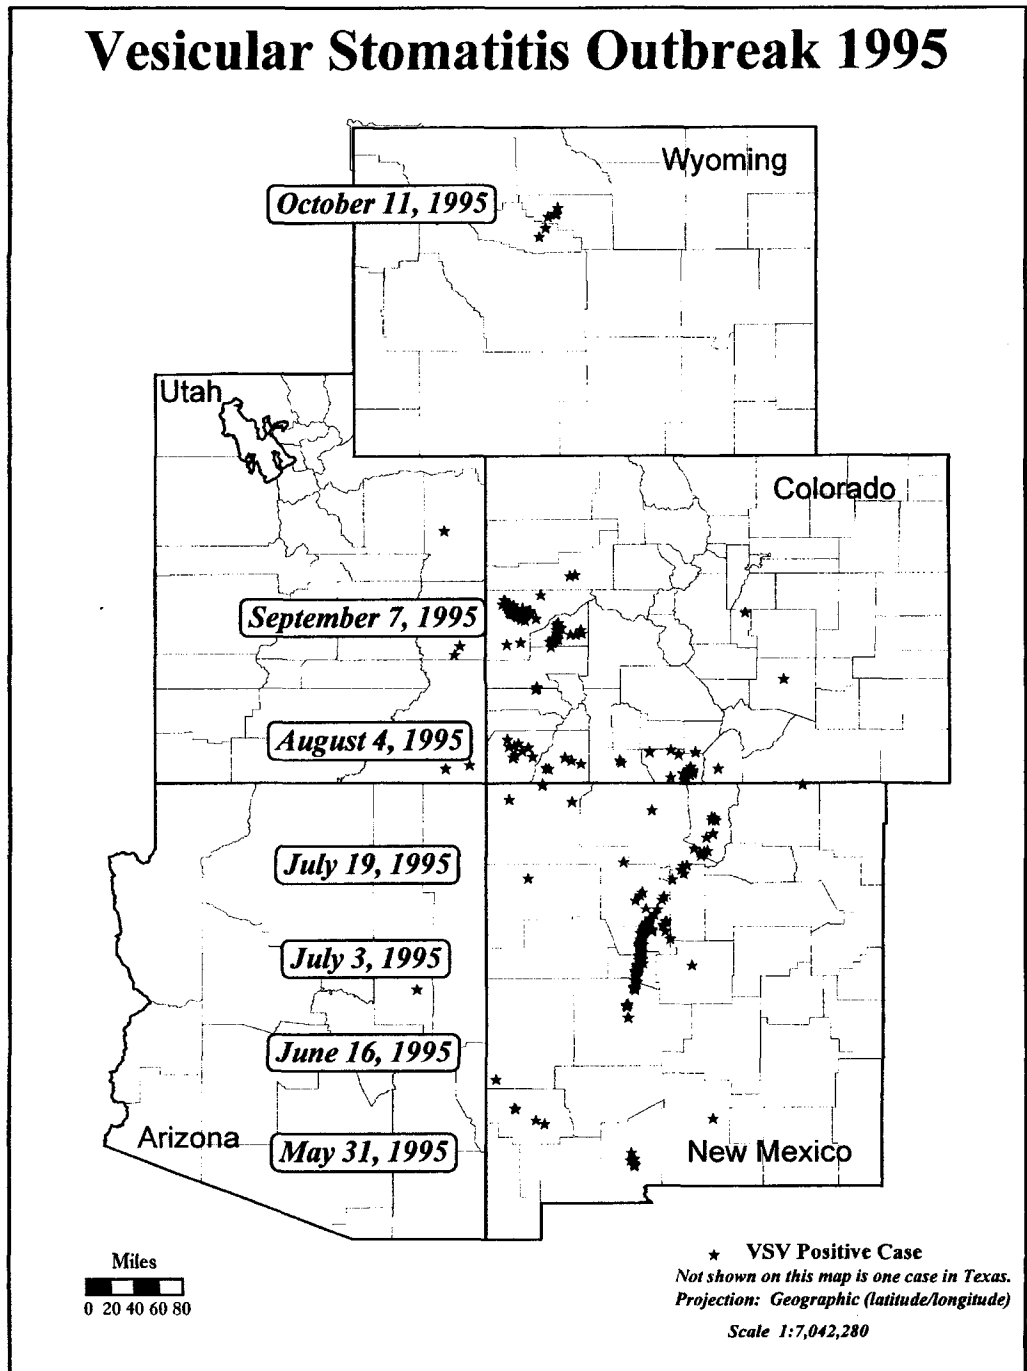 Vesicular Stomatitis Outbreak 1995
Wyoming
October 11, 1995
Utah
Colorado
September 7, 1995
August 4, 1995
July 19, 1995
July 3, 1995
June 16, 1995
Arizona
May 31, 1995
New Mexico
Miles
0 20 40 60 80
VSV Positive Case
Not shown on this map is one case in Texas.
Projection: Geographic (latitude/longitude)
Scale 1:7,042,280